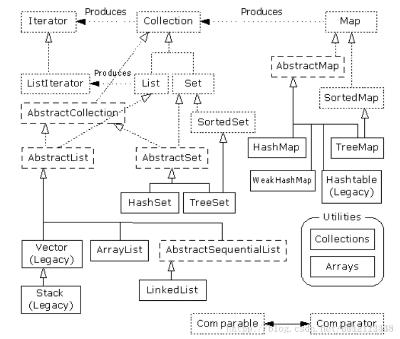 Iterator
Produces
Collection
Produces
Map
Produces
ListIterator
List
Set
AbstractMap
AbstractCollection
SortedMap
SortedSet
AbstractList
AbstractSet
HashMap
TreeMap
WeakHashMap
Hashtable
(Legacy)
HashSet
TreeSet
Utilities
Collections
Arrays
Vector
(Legacy)
ArrayList
AbstractSequentialList
Stack
(Legacy)
LinkedList
Comparable
Comparator